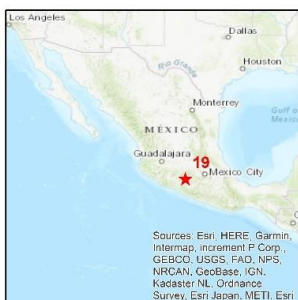 Los Angeles
Dallas
Houston
Rio Grande
Monterrey
Gulf of
Mexico
MÉXICO
Guadalajara
19
Mexico City
Sources: Esri, HERE, Garmin,
Intermap, increment P Corp.,
GEBCO, USGS, FAO, NPS,
NRCAN, GeoBase, IGN,
Kadaster NL, Ordnance
Survey, Esri Japan, METI, Esri